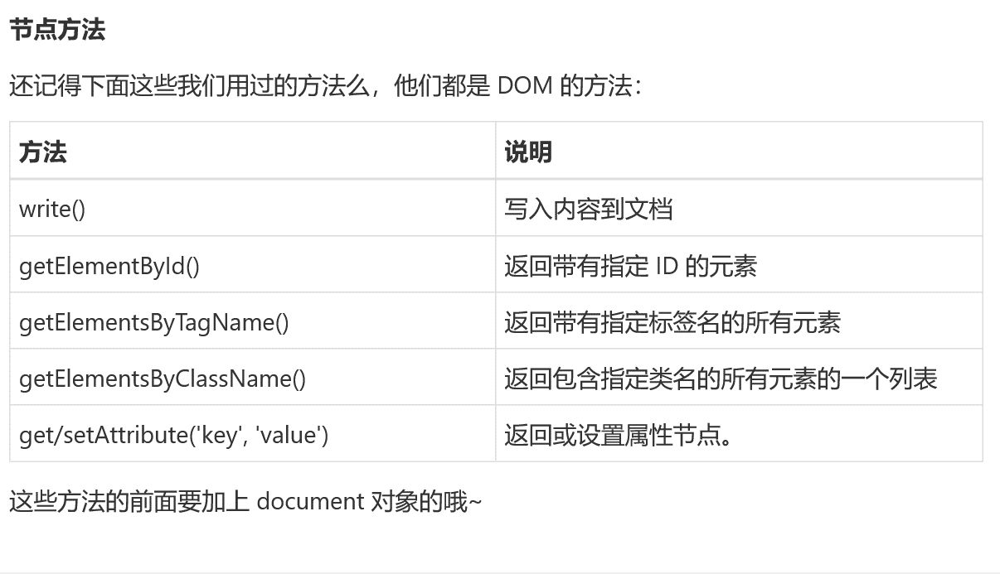 节点方法
还记得下面这些我们用过的方法么，他们都是 DOM 的方法：
方法 说明
write() 写入内容到文档
getElementById() 返回带有指定 ID 的元素
getElementsByTagName() 返回带有指定标签名的所有元素
getElementsByClassName() 返回包含指定类名的所有元素的一个列表
get/setAttribute('key', 'value') 返回或设置属性节点。
这些方法的前面要加上 document 对象的哦~